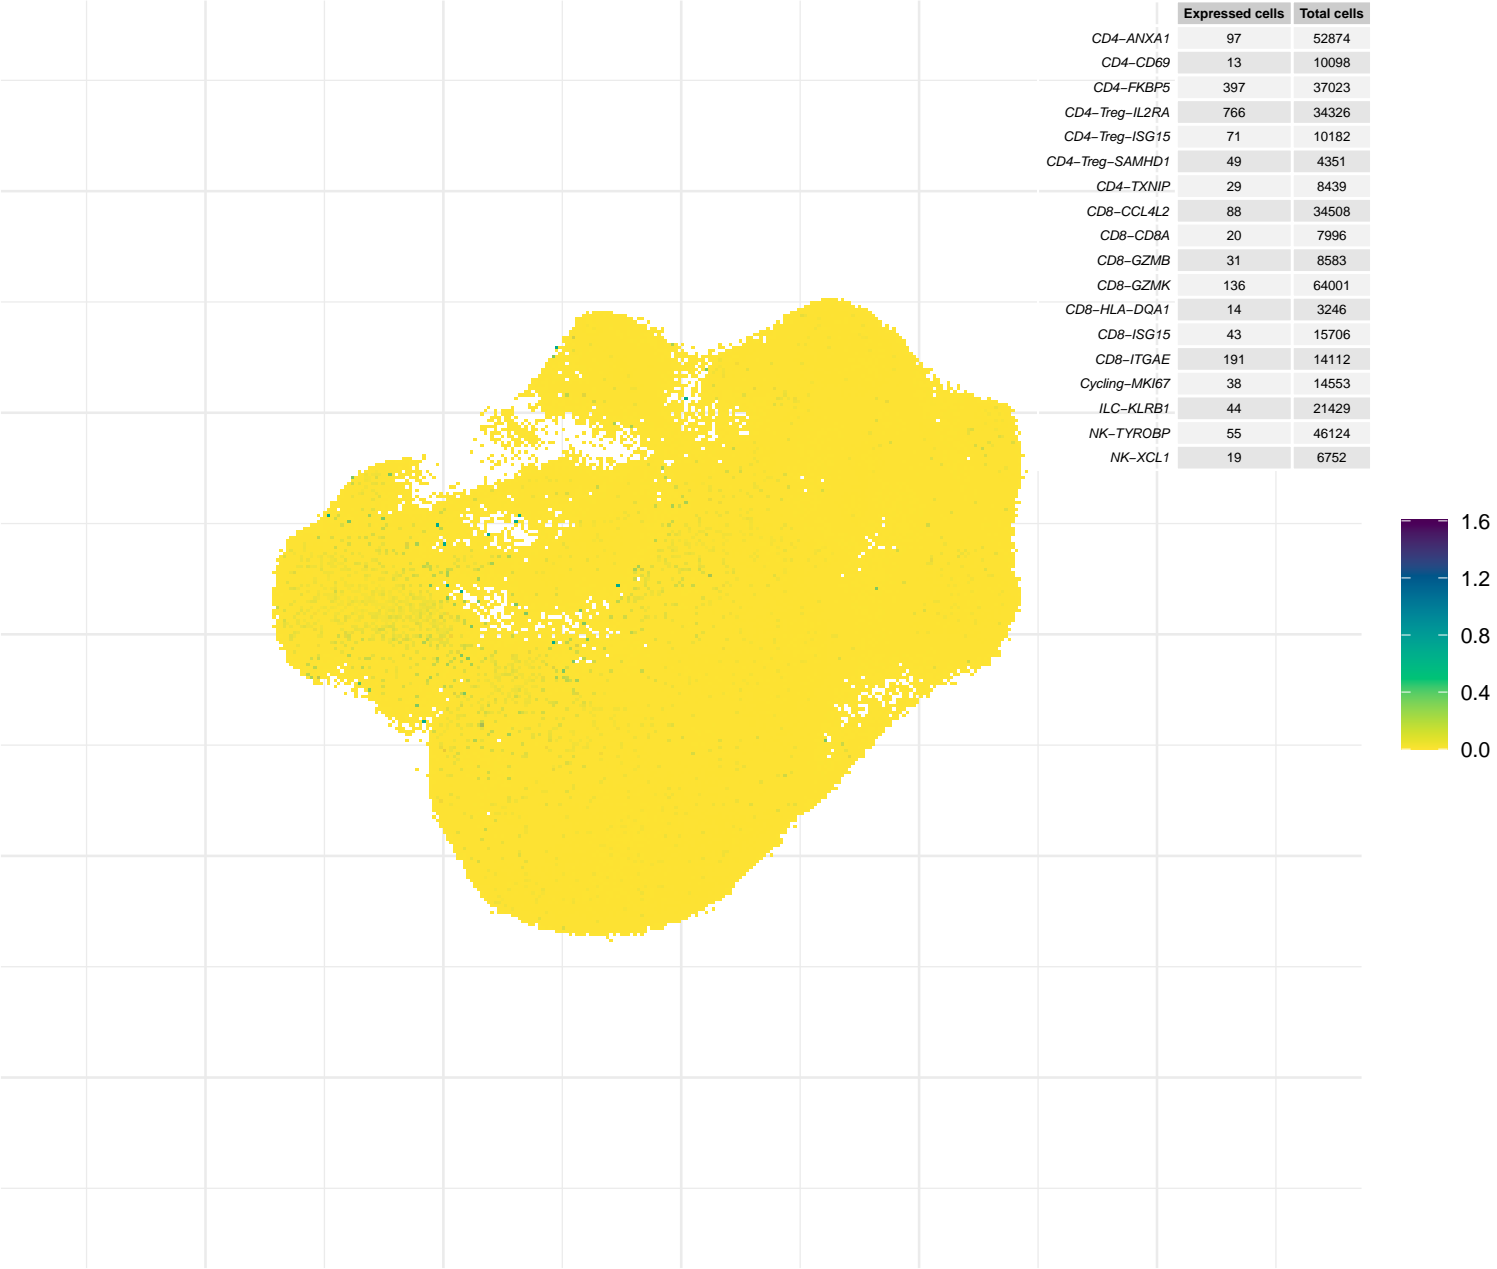 Expressed cells Total cells
CD4−ANXA1 97 52874
CD4−CD69 13 10098
CD4−FKBP5 397 37023
CD4−Treg−IL2RA 766 34326
CD4−Treg−ISG15 71 10182
CD4−Treg−SAMHD1 49 4351
CD4−TXNIP 29 8439
CD8−CCL4L2 88 34508
CD8−CD8A 20 7996
CD8−GZMB 31 8583
CD8−GZMK 136 64001
CD8−HLA−DQA1 14 3246
CD8−ISG15 43 15706
CD8−ITGAE 191 14112
Cycling−MKI67 38 14553
ILC−KLRB1 44 21429
NK−TYROBP 55 46124
NK−XCL1 19 6752
1.6
1.2
0.8
0.4
0.0